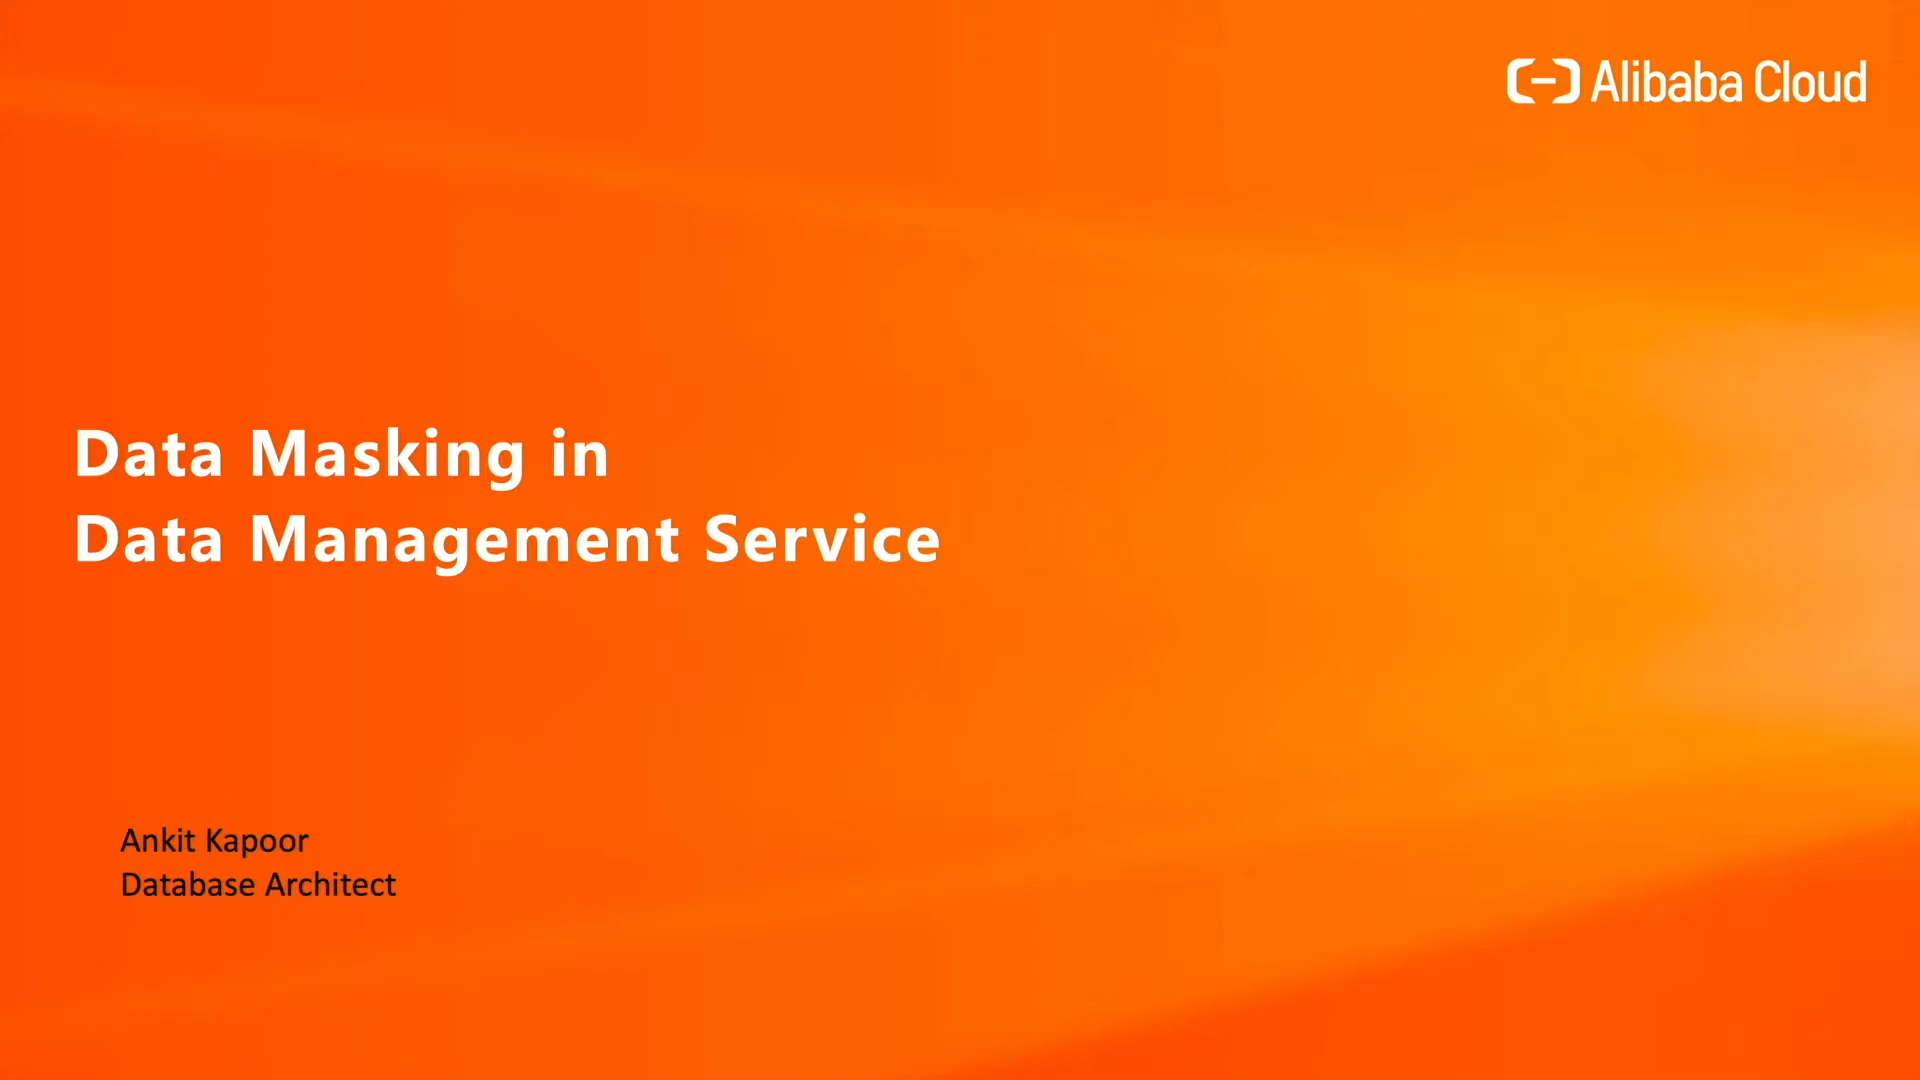 Alibaba Cloud
Data Masking in
Data Management Service
Ankit Kapoor
Database Architect